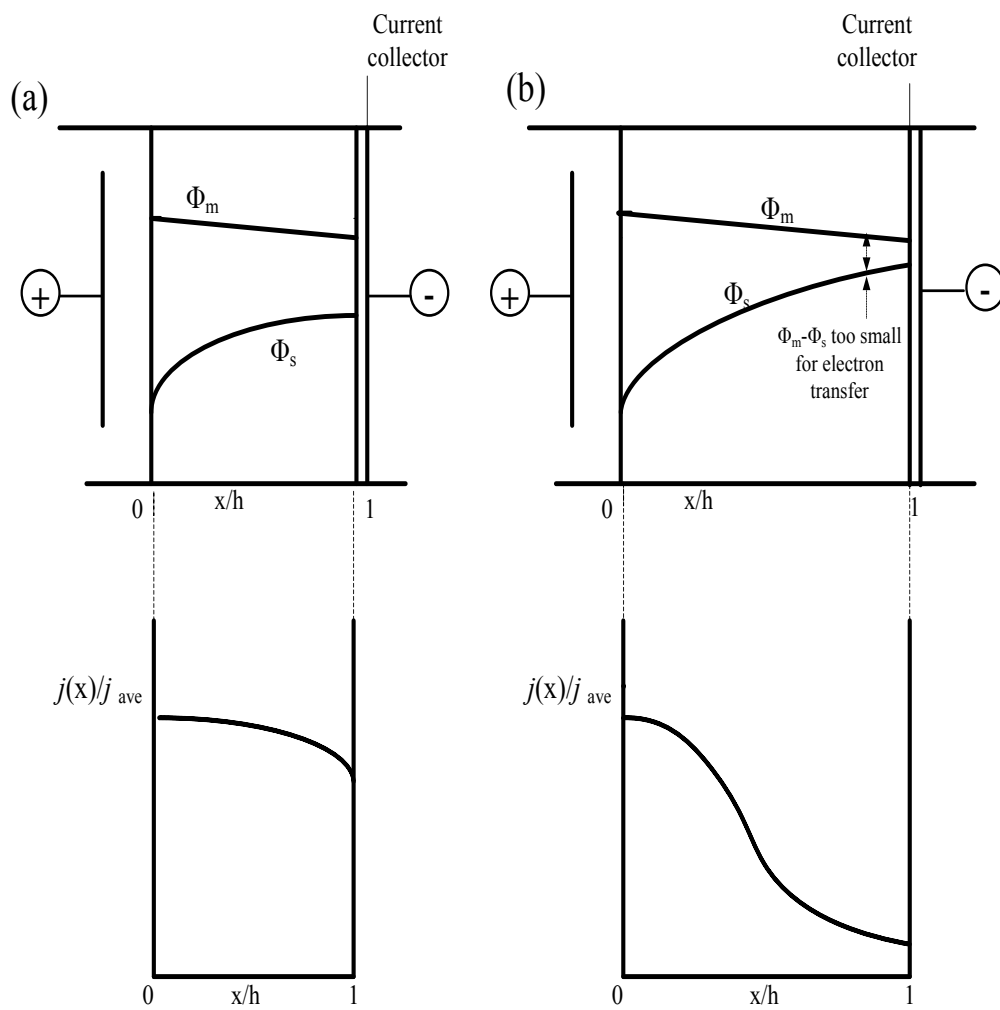 Current
collector
(a)
Φm
+
-
Φs
0
x/h
1
j(x)/j ave
0
x/h
1
Current
collector
(b)
Φm
+
-
Φs
Φm-Φs too small
for electron
transfer
0
x/h
1
j(x)/j ave
0
x/h
1